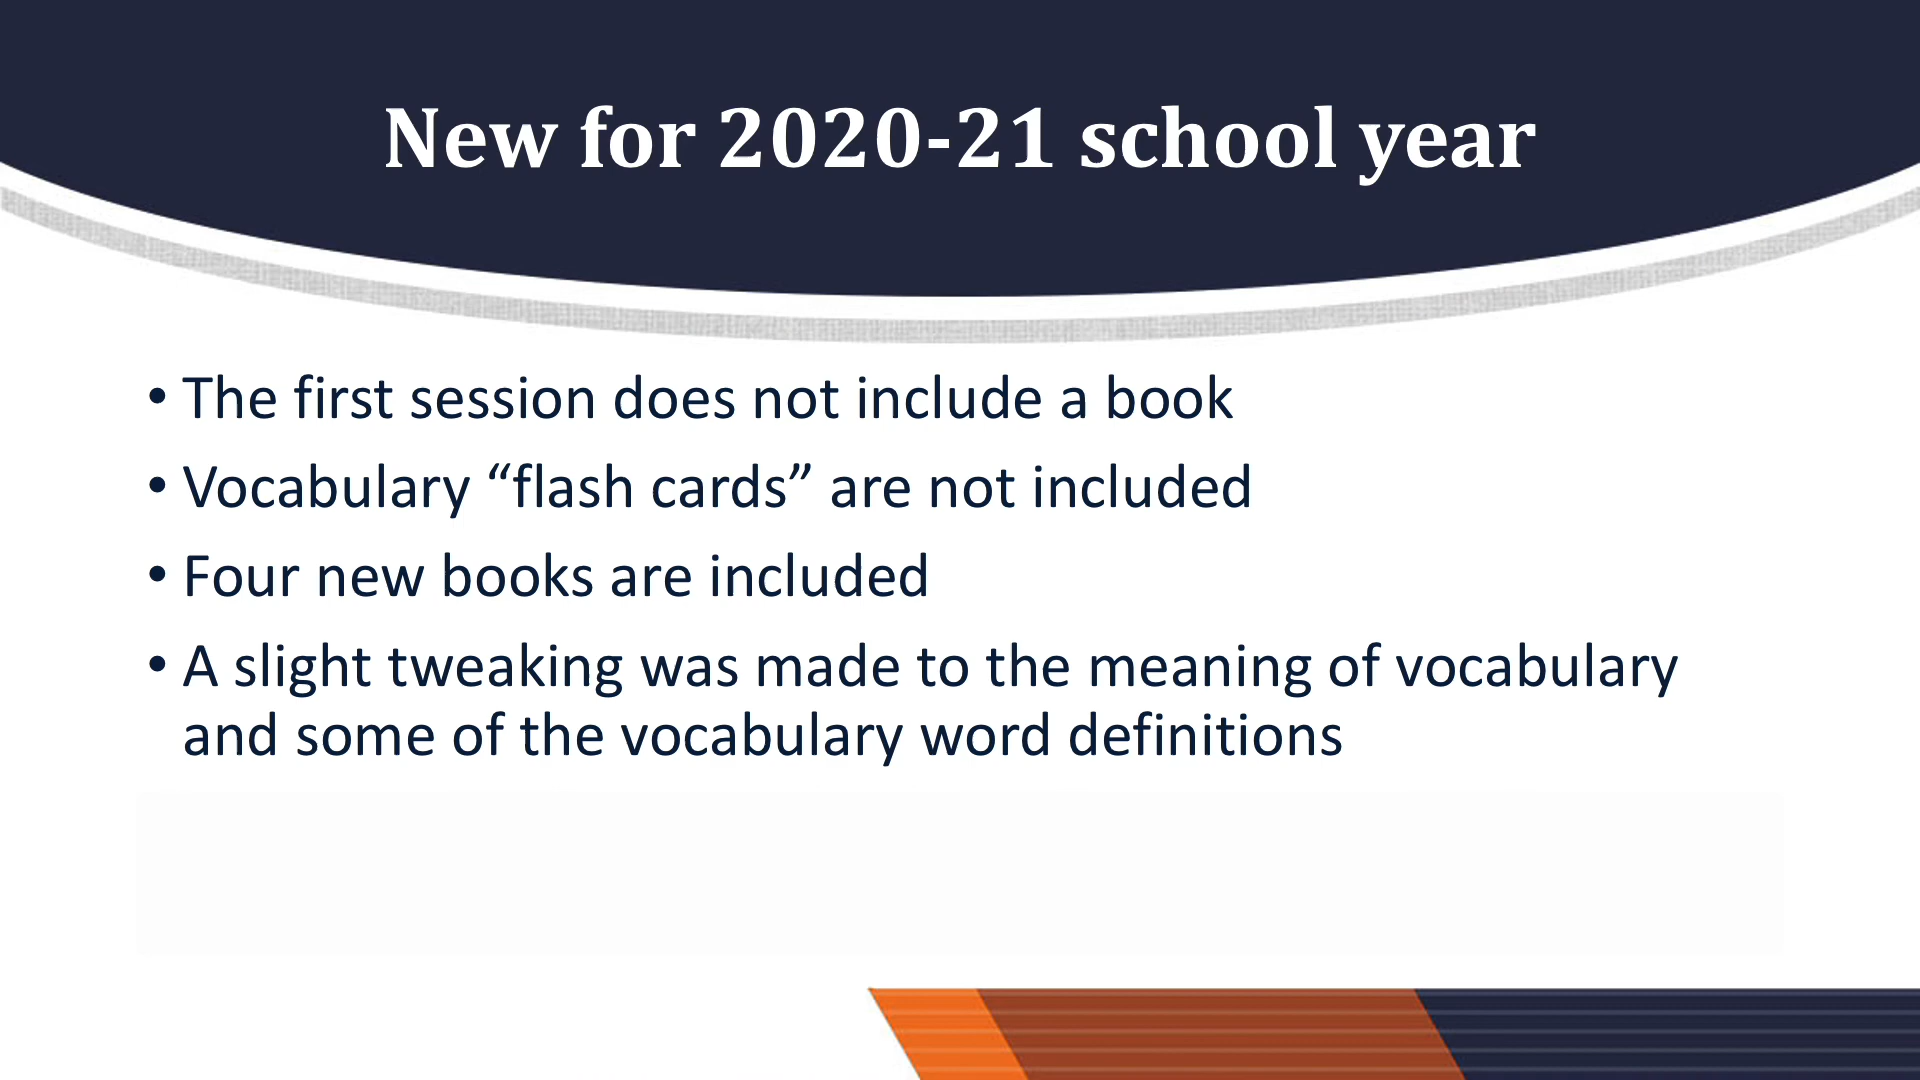 New for 2020-21 school year
• The first session does not include a book
• Vocabulary “flash cards” are not included
• Four new books are included
• A slight tweaking was made to the meaning of vocabulary
and some of the vocabulary word definitions